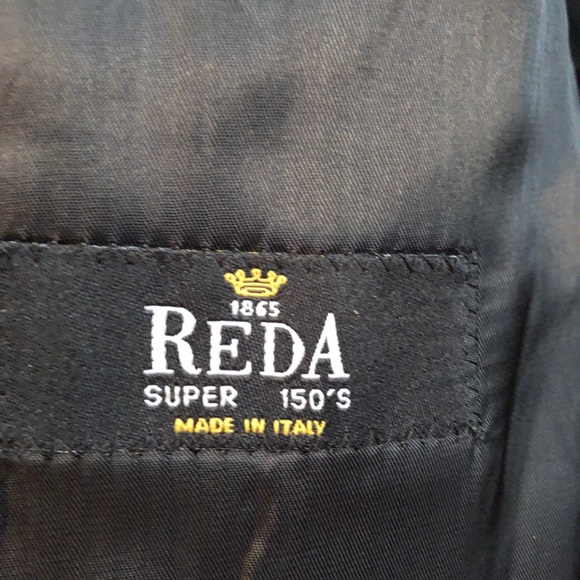 1865
REDA
SUPER 150'S
MADE IN ITALY